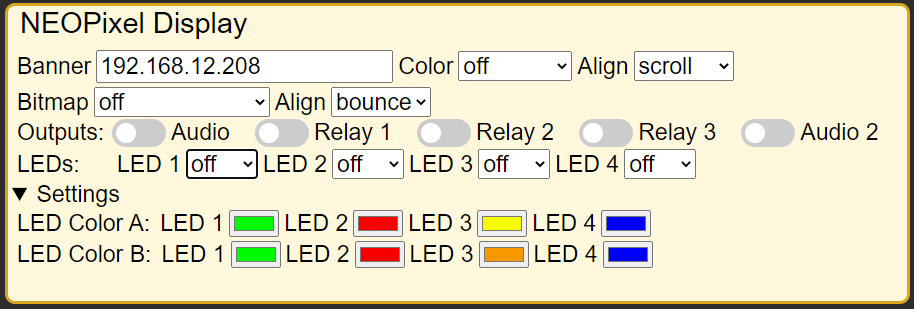 NEOPixel Display
Banner 192.168.12.208 Color off Align scroll
Bitmap off Align bounce
Outputs: Audio Relay 1 Relay 2 Relay 3 Audio 2
LEDs: LED 1 off LED 2 off LED 3 off LED 4 off
▼ Settings
LED Color A: LED 1 LED 2 LED 3 LED 4
LED Color B: LED 1 LED 2 LED 3 LED 4